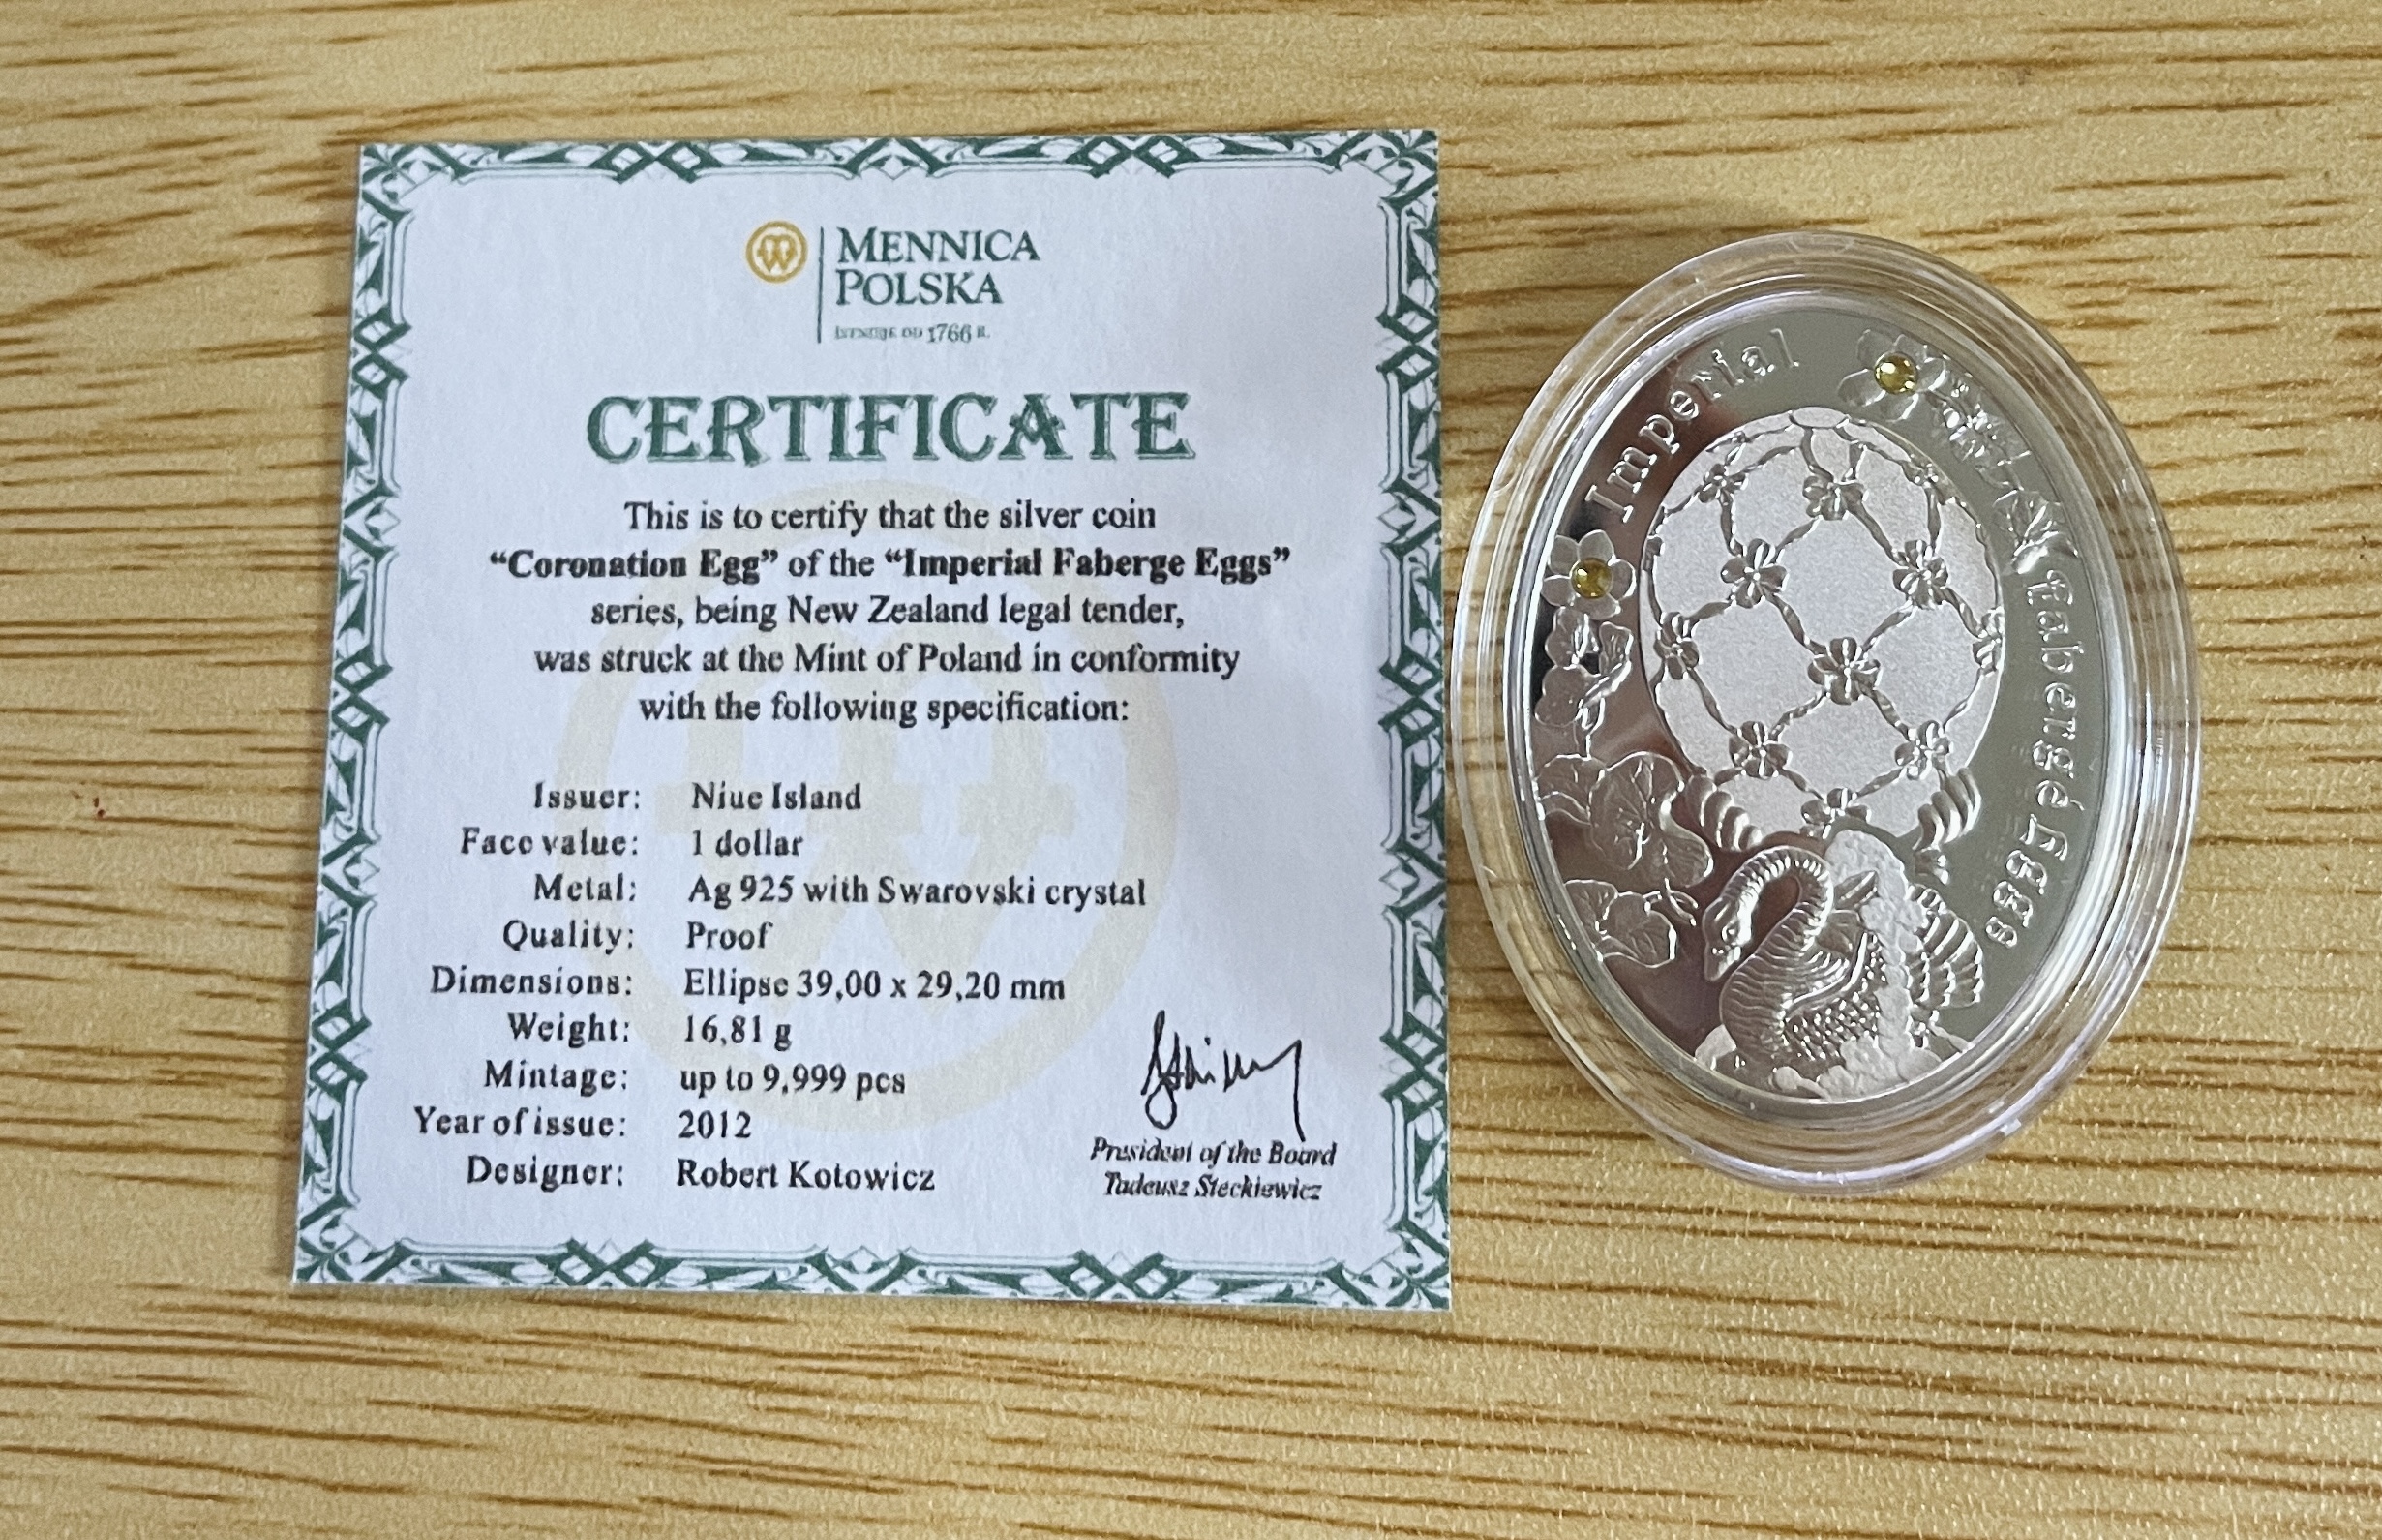 MENNICA
POLSKA
ISTNIEJE OD 1766 R.
CERTIFICATE
This is to certify that the silver coin
“Coronation Egg” of the “Imperial Faberge Eggs”
series, being New Zealand legal tender,
was struck at the Mint of Poland in conformity
with the following specification:
Issuer: Niue Island
Face value: 1 dollar
Metal: Ag 925 with Swarovski crystal
Quality: Proof
Dimensions: Ellipse 39,00 x 29,20 mm
Weight: 16,81 g
Mintage: up to 9,999 pcs
Year of issue: 2012
Designer: Robert Kotowicz
President of the Board
Tadeusz Steckiewicz
Imperial
Fabergé Eggs